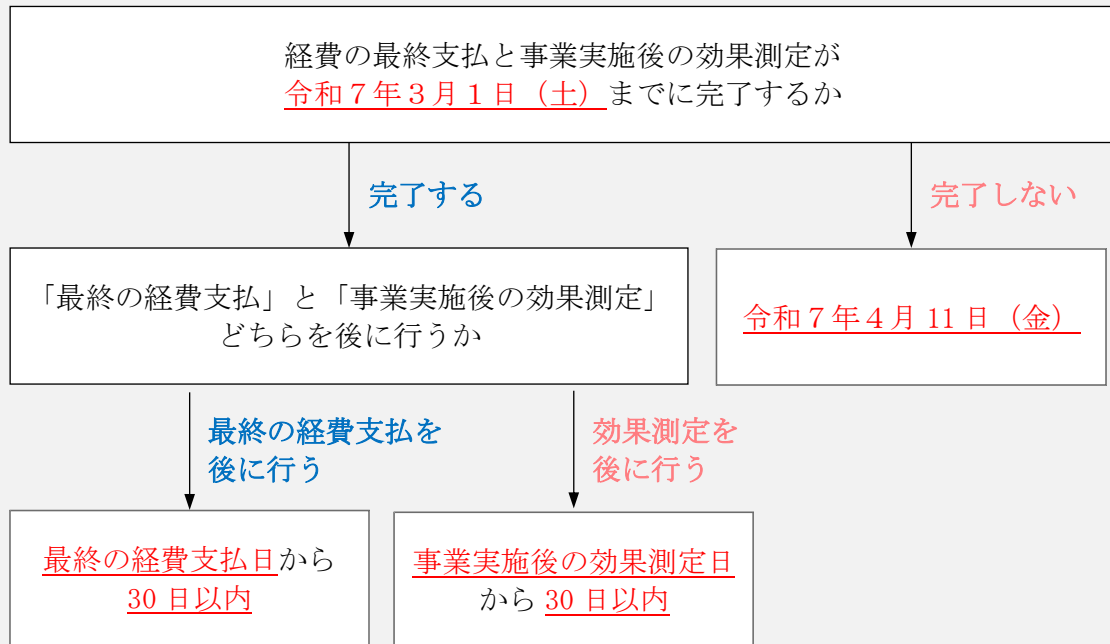 経費の最終支払と事業実施後の効果測定が
令和７年３月１日（土）までに完了するか
完了する
完了しない
「最終の経費支払」と「事業実施後の効果測定」
どちらを後に行うか
令和７年４月 11 日（金）
最終の経費支払を
後に行う
効果測定を
後に行う
最終の経費支払日から
30 日以内
事業実施後の効果測定日
から 30 日以内